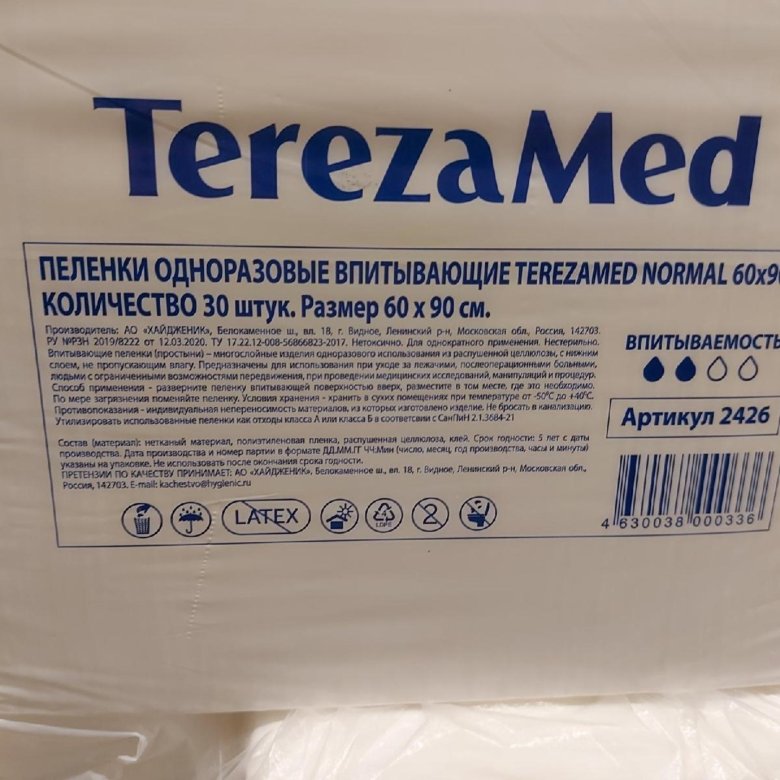 TerezaMed
ПЕЛЕНКИ ОДНОРАЗОВЫЕ ВПИТЫВАЮЩИЕ TEREZAMED NORMAL 60х90
КОЛИЧЕСТВО 30 штук. Размер 60 х 90 см.
Производитель: АО «ХАЙДЖЕНИК», Белокаменное ш., вл. 18, г. Видное, Ленинский р-н, Московская обл., Россия, 142703.
РУ №РЗН 2019/8222 от 12.03.2020. ТУ 17.22.12-008-56866823-2017. Нетоксично. Для однократного применения. Нестерильно.
Впитывающие пеленки (простыни) – многослойные изделия одноразового использования из распушенной целлюлозы, с нижним
слоем, не пропускающим влагу. Предназначены для использования при уходе за лежачими, послеоперационными больными,
людьми с ограниченными возможностями передвижения, при проведении медицинских исследований, манипуляций и процедур.
Способ применения - разверните пеленку впитывающей поверхностью вверх, разместите в том месте, где это необходимо.
По мере загрязнения поменяйте пеленку. Условия хранения - хранить в сухих помещениях при температуре от -50°С до +40°С.
Противопоказания - индивидуальная непереносимость материалов, из которых изготовлено изделие. Не бросать в канализацию.
Утилизировать использованные пеленки как отходы класса А или класса Б в соответсвии с СанПиН 2.1.3684-21
Состав (материал): нетканый материал, полиэтиленовая пленка, распушенная целлюлоза, клей. Срок годности: 5 лет с даты
производства. Дата производства и номер партии в формате ДД.ММ.ГГ ЧЧ:Мин (число, месяц, год производства, часы и минуты)
указаны на упаковке. Не использовать после окончания срока годности.
ПРЕТЕНЗИИ ПО КАЧЕСТВУ ПРИНИМАЕТ: АО «ХАЙДЖЕНИК», Белокаменное ш., вл. 18, г. Видное, Ленинский р-н, Московская обл.,
Россия, 142703. E-mail: kachestvo@hygienic.ru
ВПИТЫВАЕМОСТЬ
Артикул 2426
LATEX
LDPE
2
4 630038 000336